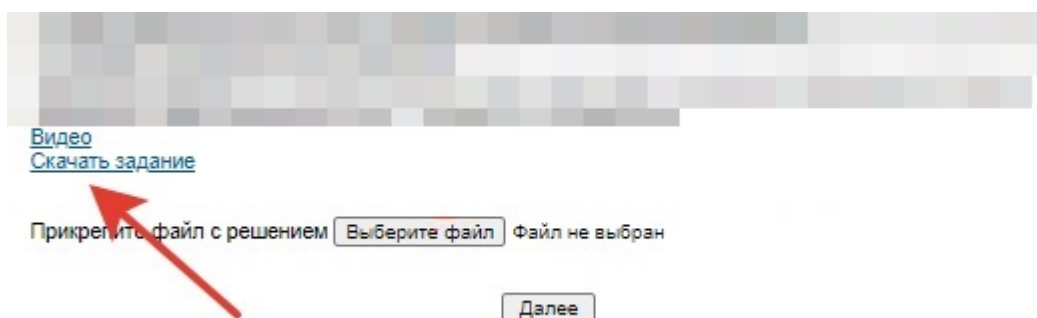 Видео
Скачать задание
Прикрепите файл с решением Выберите файл Файл не выбран
Далее